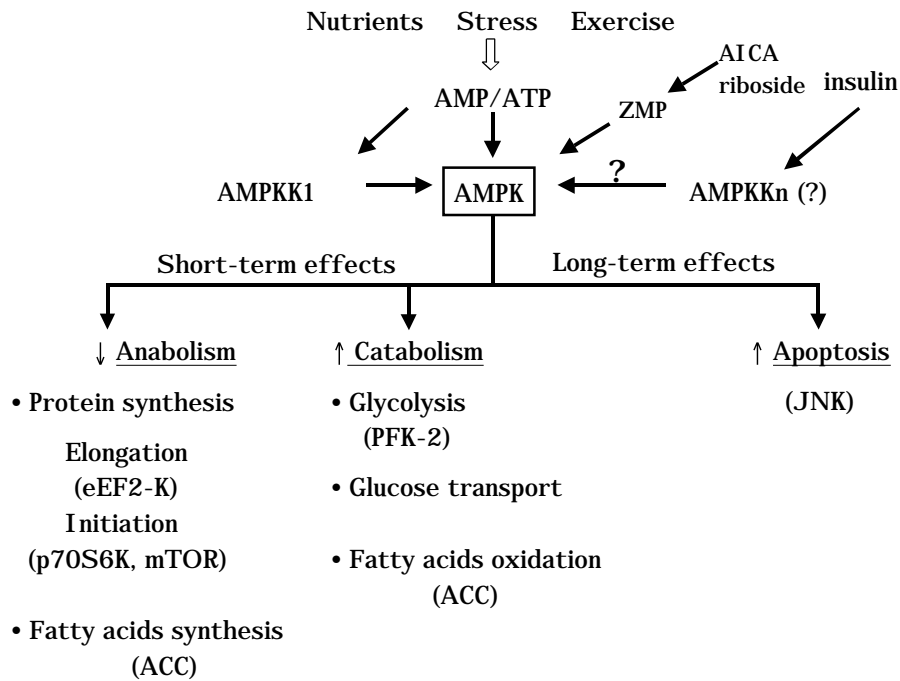 Nutrients Stress Exercise
AICA
riboside
insulin
AMP/ATP
ZMP
?
AMPKK1
AMPK
AMPKKn (?)
Short-term effects
Long-term effects
↓ Anabolism
↑ Catabolism
↑ Apoptosis
• Protein synthesis
• Glycolysis
(JNK)
(PFK-2)
Elongation
(eEF2-K)
• Glucose transport
Initiation
(p70S6K, mTOR)
• Fatty acids oxidation
(ACC)
• Fatty acids synthesis
(ACC)